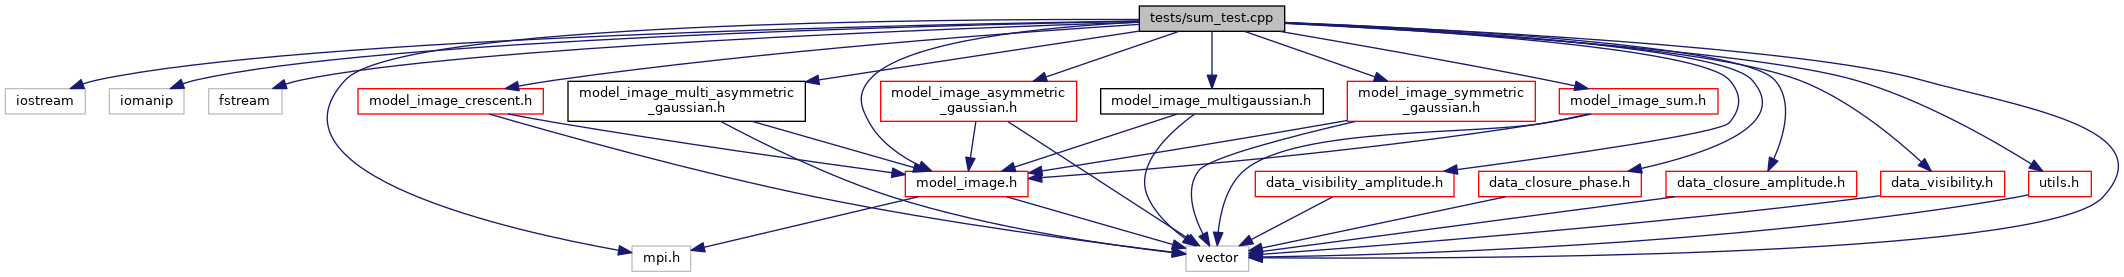 tests/sum_test.cpp
iostream
iomanip
fstream
model_image_crescent.h
model_image_multi_asymmetric
_gaussian.h
model_image_asymmetric
_gaussian.h
model_image_multigaussian.h
model_image_symmetric
_gaussian.h
model_image_sum.h
model_image.h
data_visibility_amplitude.h
data_closure_phase.h
data_closure_amplitude.h
data_visibility.h
utils.h
mpi.h
vector